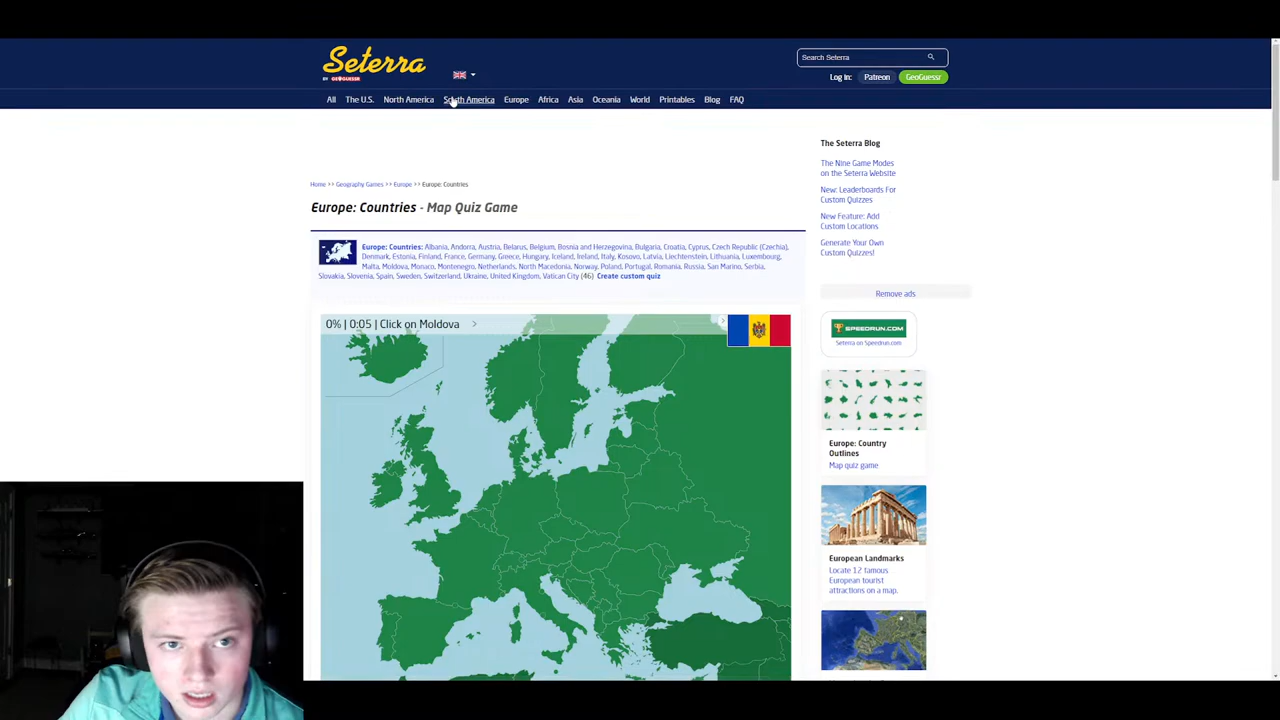 Seterra
BY GEOGUESSR
Search Seterra
Log in: Patreon GeoGuessr
All The U.S. North America South America Europe Africa Asia Oceania World Printables Blog FAQ
Home >> Geography Games >> Europe >> Europe: Countries
Europe: Countries - Map Quiz Game
Europe: Countries: Albania, Andorra, Austria, Belarus, Belgium, Bosnia and Herzegovina, Bulgaria, Croatia, Cyprus, Czech Republic (Czechia),
Denmark, Estonia, Finland, France, Germany, Greece, Hungary, Iceland, Ireland, Italy, Kosovo, Latvia, Liechtenstein, Lithuania, Luxembourg,
Malta, Moldova, Monaco, Montenegro, Netherlands, North Macedonia, Norway, Poland, Portugal, Romania, Russia, San Marino, Serbia,
Slovakia, Slovenia, Spain, Sweden, Switzerland, Ukraine, United Kingdom, Vatican City (46) Create custom quiz
0% | 0:05 | Click on Moldova
The Seterra Blog
The Nine Game Modes
on the Seterra Website
New: Leaderboards For
Custom Quizzes
New Feature: Add
Custom Locations
Generate Your Own
Custom Quizzes!
Remove ads
SPEEDRUN.COM
Seterra on Speedrun.com
Europe: Country
Outlines
Map quiz game
European Landmarks
Locate 12 famous
European tourist
attractions on a map.